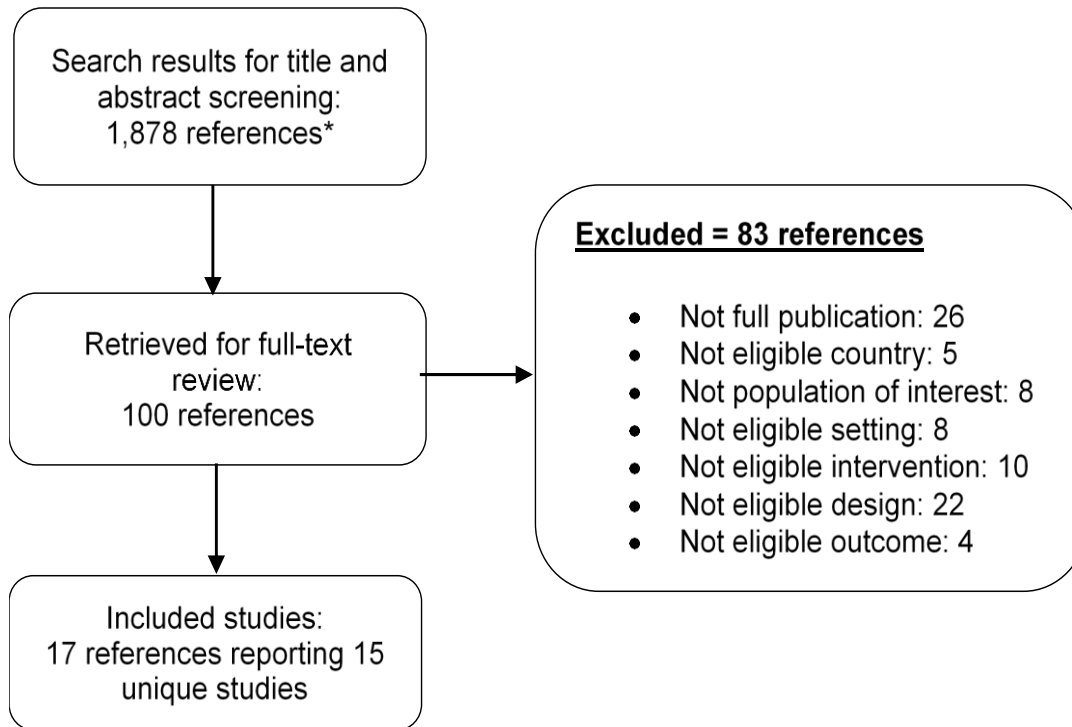 Search results for title and
abstract screening:
1,878 references*
Retrieved for full-text
review:
100 references
Excluded = 83 references
• Not full publication: 26
• Not eligible country: 5
• Not population of interest: 8
• Not eligible setting: 8
• Not eligible intervention: 10
• Not eligible design: 22
• Not eligible outcome: 4
Included studies:
17 references reporting 15
unique studies